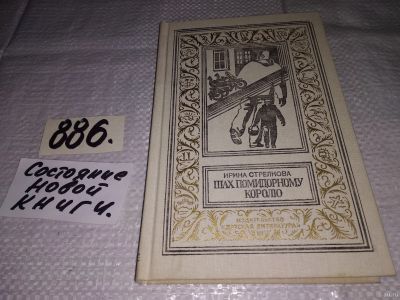 886.
Состояние
Новой
книги.
ИРИНА СТРЕЛКОВА
ШАХ ПОМИДОРНОМУ
КОРОЛЮ
ИЗДАТЕЛЬСТВО
"ДЕТСКАЯ ЛИТЕРАТУРА"